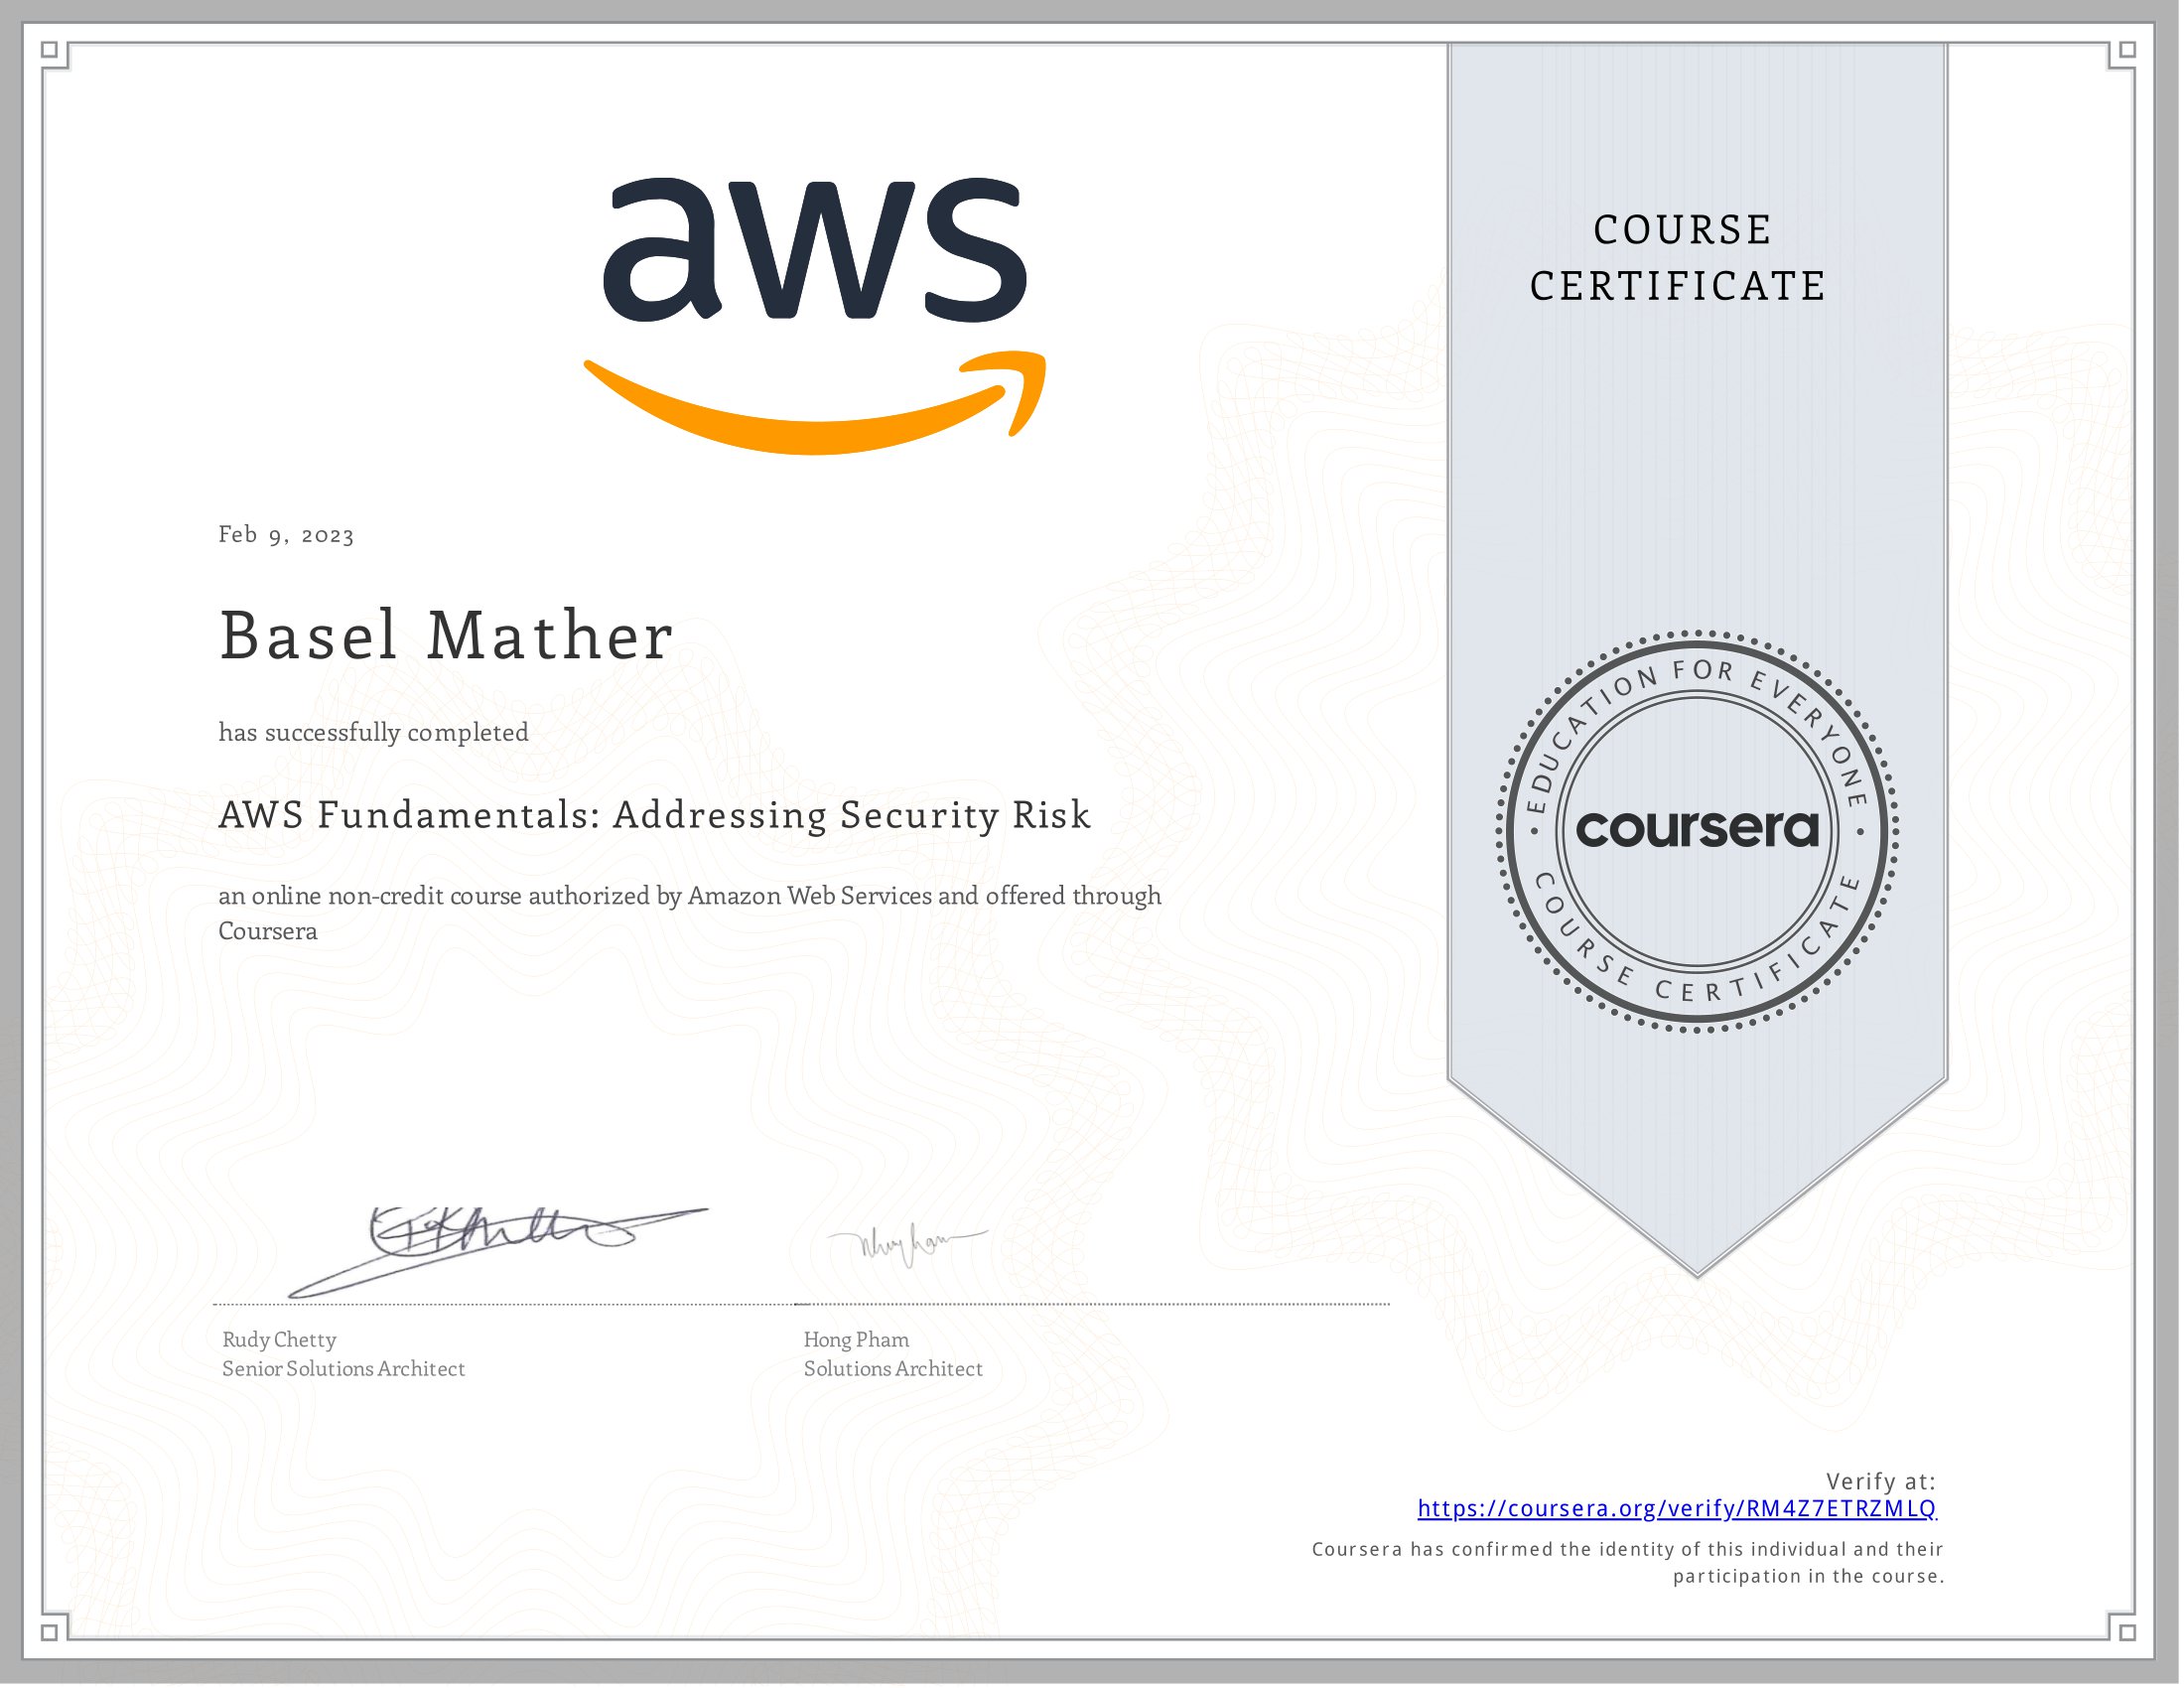 aws
COURSE
CERTIFICATE
Feb 9, 2023
Basel Mather
has successfully completed
AWS Fundamentals: Addressing Security Risk
an online non-credit course authorized by Amazon Web Services and offered through
Coursera
EDUCATION FOR EVERYONE
coursera
COURSE CERTIFICATE
Rudy Chetty
Senior Solutions Architect
Hong Pham
Solutions Architect
Verify at:
https://coursera.org/verify/RM4Z7ETRZMLQ
Coursera has confirmed the identity of this individual and their
participation in the course.